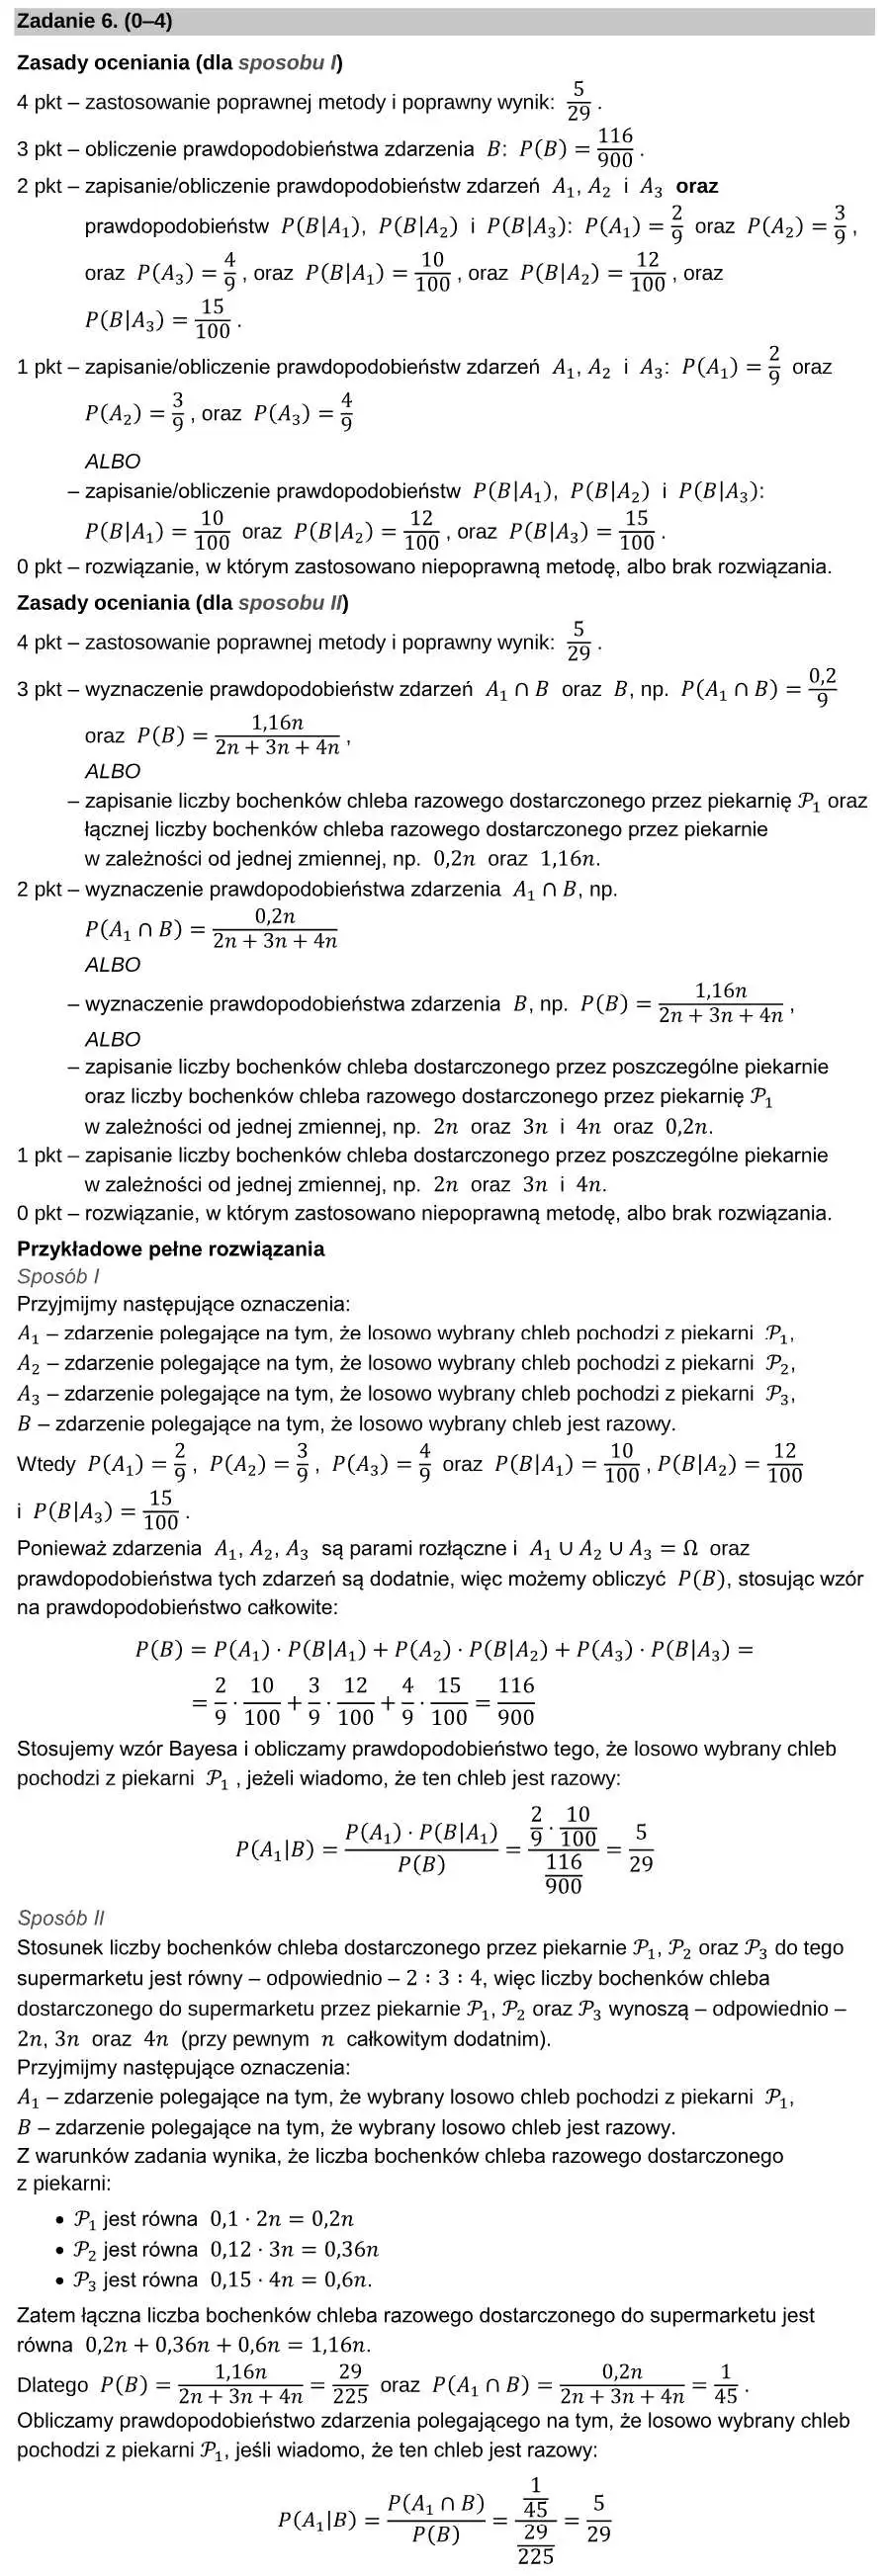 Zadanie 6. (0–4)
Zasady oceniania (dla sposobu I)
4 pkt – zastosowanie poprawnej metody i poprawny wynik: 5/29 .
3 pkt – obliczenie prawdopodobieństwa zdarzenia B: P(B) = 116/900 .
2 pkt – zapisanie/obliczenie prawdopodobieństw zdarzeń A₁, A₂ i A₃ oraz
prawdopodobieństw P(B|A₁), P(B|A₂) i P(B|A₃): P(A₁) = 2/9 oraz P(A₂) = 3/9 ,
oraz P(A₃) = 4/9 , oraz P(B|A₁) = 10/100 , oraz P(B|A₂) = 12/100 , oraz
P(B|A₃) = 15/100 .
1 pkt – zapisanie/obliczenie prawdopodobieństw zdarzeń A₁, A₂ i A₃: P(A₁) = 2/9 oraz
P(A₂) = 3/9 , oraz P(A₃) = 4/9
ALBO
– zapisanie/obliczenie prawdopodobieństw P(B|A₁), P(B|A₂) i P(B|A₃):
P(B|A₁) = 10/100 oraz P(B|A₂) = 12/100 , oraz P(B|A₃) = 15/100 .
0 pkt – rozwiązanie, w którym zastosowano niepoprawną metodę, albo brak rozwiązania.
Zasady oceniania (dla sposobu II)
4 pkt – zastosowanie poprawnej metody i poprawny wynik: 5/29 .
3 pkt – wyznaczenie prawdopodobieństw zdarzeń A₁ ∩ B oraz B, np. P(A₁ ∩ B) = 0,2/9
oraz P(B) = 1,16n/(2n + 3n + 4n) ,
ALBO
– zapisanie liczby bochenków chleba razowego dostarczonego przez piekarnię 𝒫₁ oraz
łącznej liczby bochenków chleba razowego dostarczonego przez piekarnie
w zależności od jednej zmiennej, np. 0,2n oraz 1,16n.
2 pkt – wyznaczenie prawdopodobieństwa zdarzenia A₁ ∩ B, np.
P(A₁ ∩ B) = 0,2n/(2n + 3n + 4n)
ALBO
– wyznaczenie prawdopodobieństwa zdarzenia B, np. P(B) = 1,16n/(2n + 3n + 4n) ,
ALBO
– zapisanie liczby bochenków chleba dostarczonego przez poszczególne piekarnie
oraz liczby bochenków chleba razowego dostarczonego przez piekarnię 𝒫₁
w zależności od jednej zmiennej, np. 2n oraz 3n i 4n oraz 0,2n.
1 pkt – zapisanie liczby bochenków chleba dostarczonego przez poszczególne piekarnie
w zależności od jednej zmiennej, np. 2n oraz 3n i 4n.
0 pkt – rozwiązanie, w którym zastosowano niepoprawną metodę, albo brak rozwiązania.
Przykładowe pełne rozwiązania
Sposób I
Przyjmijmy następujące oznaczenia:
A₁ – zdarzenie polegające na tym, że losowo wybrany chleb pochodzi z piekarni 𝒫₁,
A₂ – zdarzenie polegające na tym, że losowo wybrany chleb pochodzi z piekarni 𝒫₂,
A₃ – zdarzenie polegające na tym, że losowo wybrany chleb pochodzi z piekarni 𝒫₃,
B – zdarzenie polegające na tym, że losowo wybrany chleb jest razowy.
Wtedy P(A₁) = 2/9 , P(A₂) = 3/9 , P(A₃) = 4/9 oraz P(B|A₁) = 10/100 , P(B|A₂) = 12/100
i P(B|A₃) = 15/100 .
Ponieważ zdarzenia A₁, A₂, A₃ są parami rozłączne i A₁ ∪ A₂ ∪ A₃ = Ω oraz
prawdopodobieństwa tych zdarzeń są dodatnie, więc możemy obliczyć P(B), stosując wzór
na prawdopodobieństwo całkowite:
P(B) = P(A₁) · P(B|A₁) + P(A₂) · P(B|A₂) + P(A₃) · P(B|A₃) =
= 2/9 · 10/100 + 3/9 · 12/100 + 4/9 · 15/100 = 116/900
Stosujemy wzór Bayesa i obliczamy prawdopodobieństwo tego, że losowo wybrany chleb
pochodzi z piekarni 𝒫₁ , jeżeli wiadomo, że ten chleb jest razowy:
P(A₁|B) = (P(A₁) · P(B|A₁))/P(B) = (2/9 · 10/100)/(116/900) = 5/29
Sposób II
Stosunek liczby bochenków chleba dostarczonego przez piekarnie 𝒫₁, 𝒫₂ oraz 𝒫₃ do tego
supermarketu jest równy – odpowiednio – 2 : 3 : 4, więc liczby bochenków chleba
dostarczonego do supermarketu przez piekarnie 𝒫₁, 𝒫₂ oraz 𝒫₃ wynoszą – odpowiednio –
2n, 3n oraz 4n (przy pewnym n całkowitym dodatnim).
Przyjmijmy następujące oznaczenia:
A₁ – zdarzenie polegające na tym, że wybrany losowo chleb pochodzi z piekarni 𝒫₁,
B – zdarzenie polegające na tym, że wybrany losowo chleb jest razowy.
Z warunków zadania wynika, że liczba bochenków chleba razowego dostarczonego
z piekarni:
• 𝒫₁ jest równa 0,1 · 2n = 0,2n
• 𝒫₂ jest równa 0,12 · 3n = 0,36n
• 𝒫₃ jest równa 0,15 · 4n = 0,6n.
Zatem łączna liczba bochenków chleba razowego dostarczonego do supermarketu jest
równa 0,2n + 0,36n + 0,6n = 1,16n.
Dlatego P(B) = 1,16n/(2n + 3n + 4n) = 29/225 oraz P(A₁ ∩ B) = 0,2n/(2n + 3n + 4n) = 1/45 .
Obliczamy prawdopodobieństwo zdarzenia polegającego na tym, że losowo wybrany chleb
pochodzi z piekarni 𝒫₁, jeśli wiadomo, że ten chleb jest razowy:
P(A₁|B) = P(A₁ ∩ B)/P(B) = (1/45)/(29/225) = 5/29